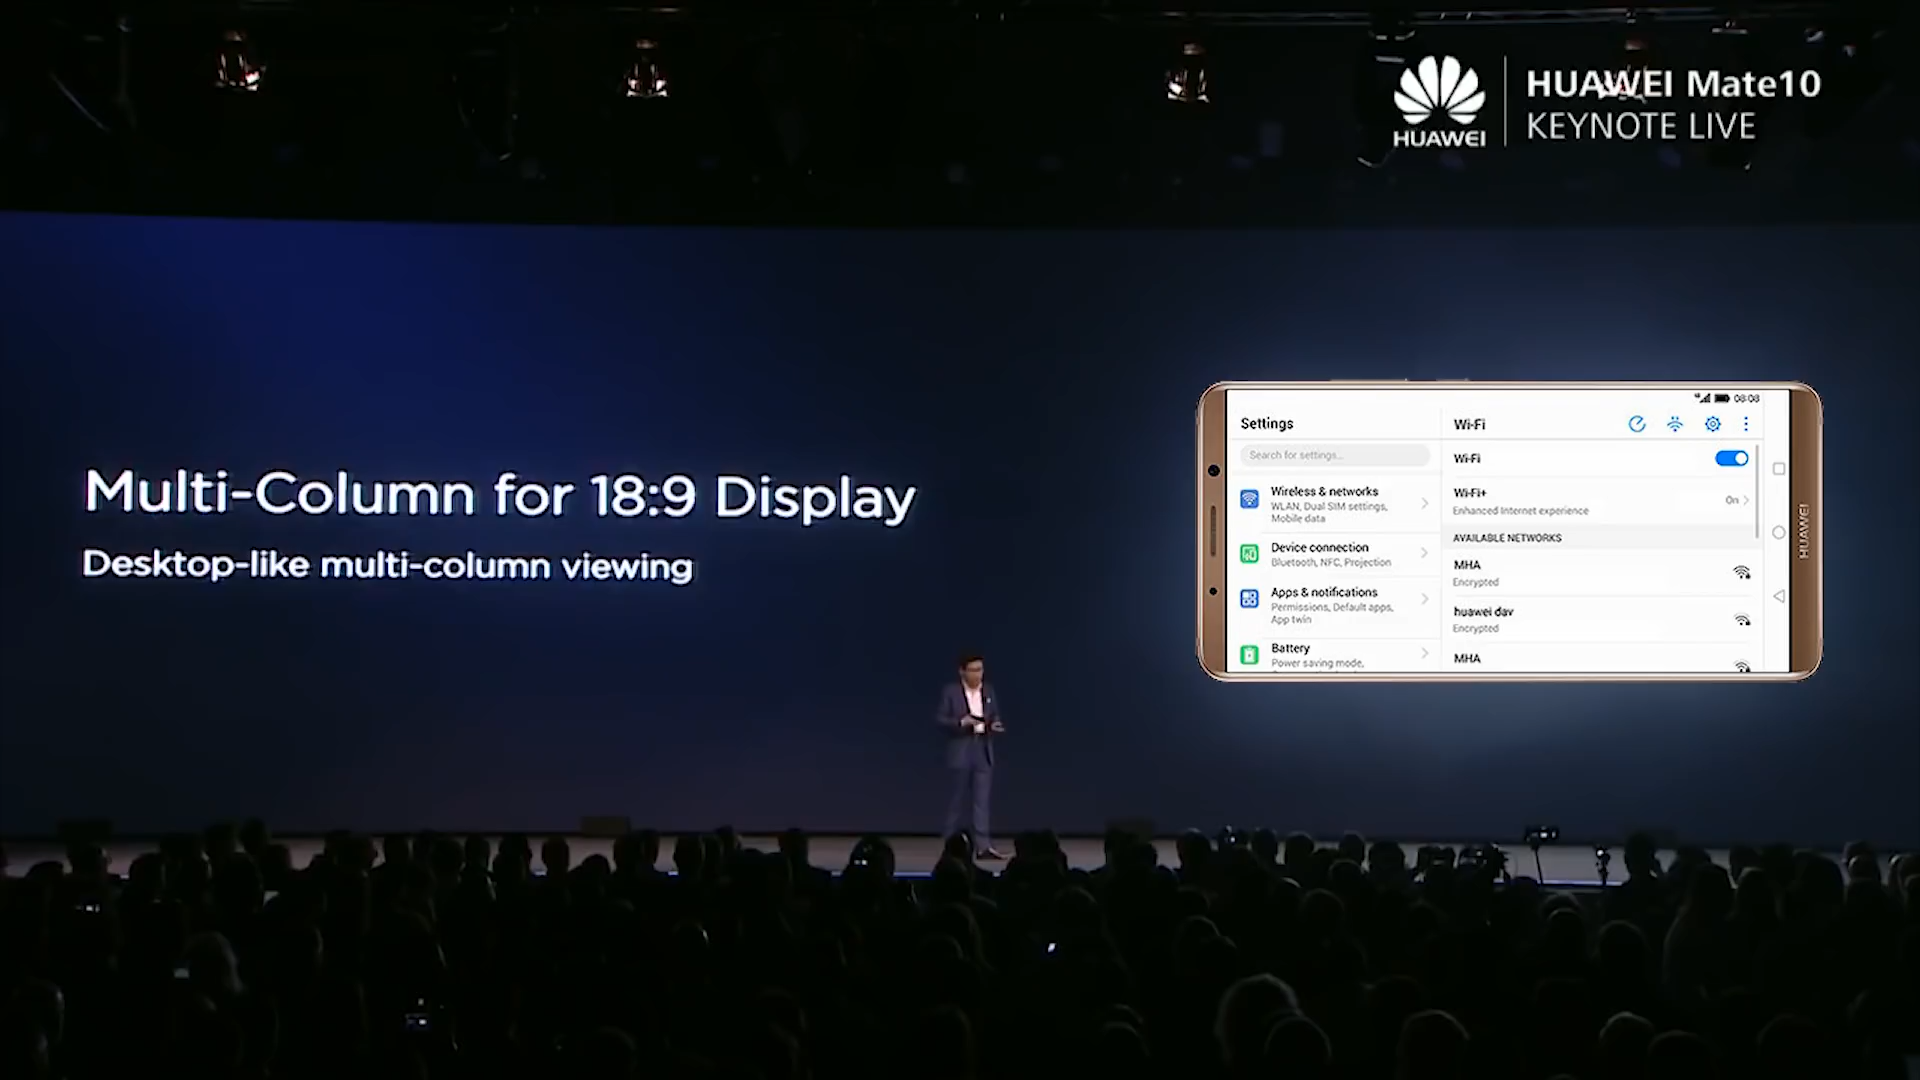 HUAWEI
HUAWEI Mate10
KEYNOTE LIVE
Multi-Column for 18:9 Display
Desktop-like multi-column viewing
08:08
Settings
Search for settings...
Wireless & networks
WLAN, Dual SIM settings,
Mobile data
Device connection
Bluetooth, NFC, Projection
Apps & notifications
Permissions, Default apps,
App twin
Battery
Power saving mode,
Wi-Fi
Wi-Fi
Wi-Fi+
Enhanced Internet experience
On
AVAILABLE NETWORKS
MHA
Encrypted
huawei dav
Encrypted
MHA
HUAWEI